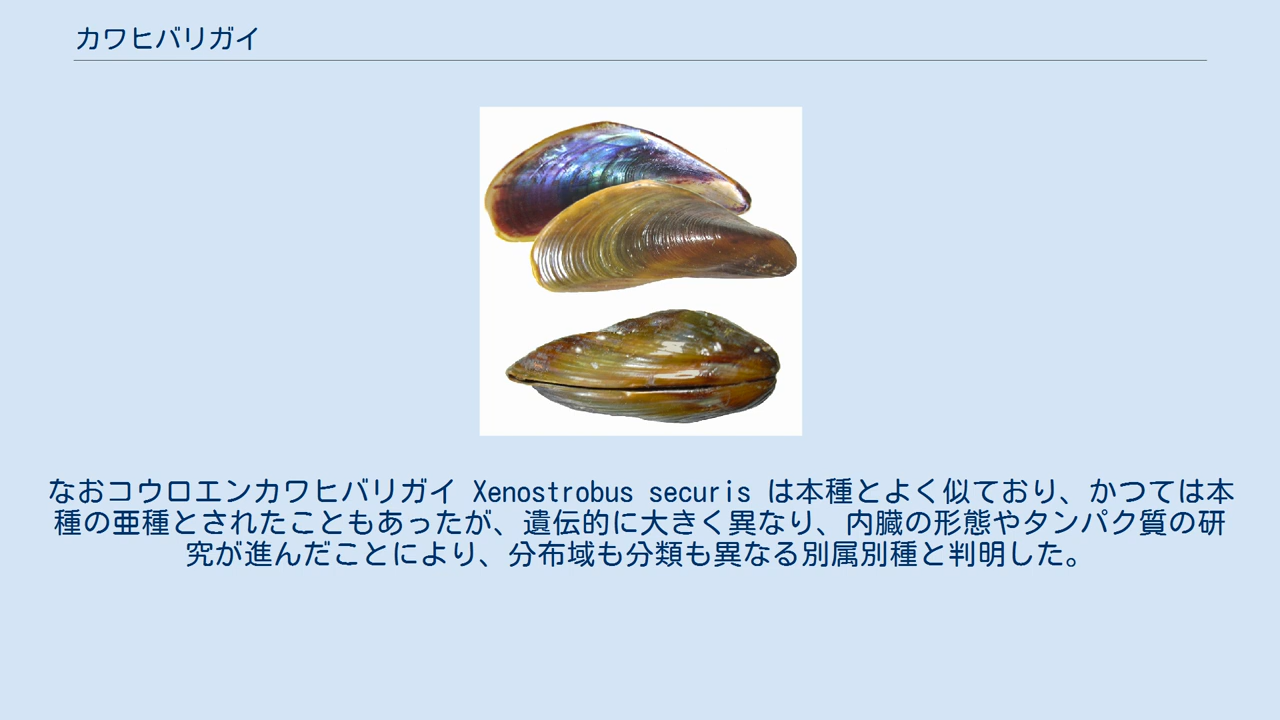 カワヒバリガイ
なおコウロエンカワヒバリガイ Xenostrobus securis は本種とよく似ており、かつては本
種の亜種とされたこともあったが、遺伝的に大きく異なり、内臓の形態やタンパク質の研
究が進んだことにより、分布域も分類も異なる別属別種と判明した。